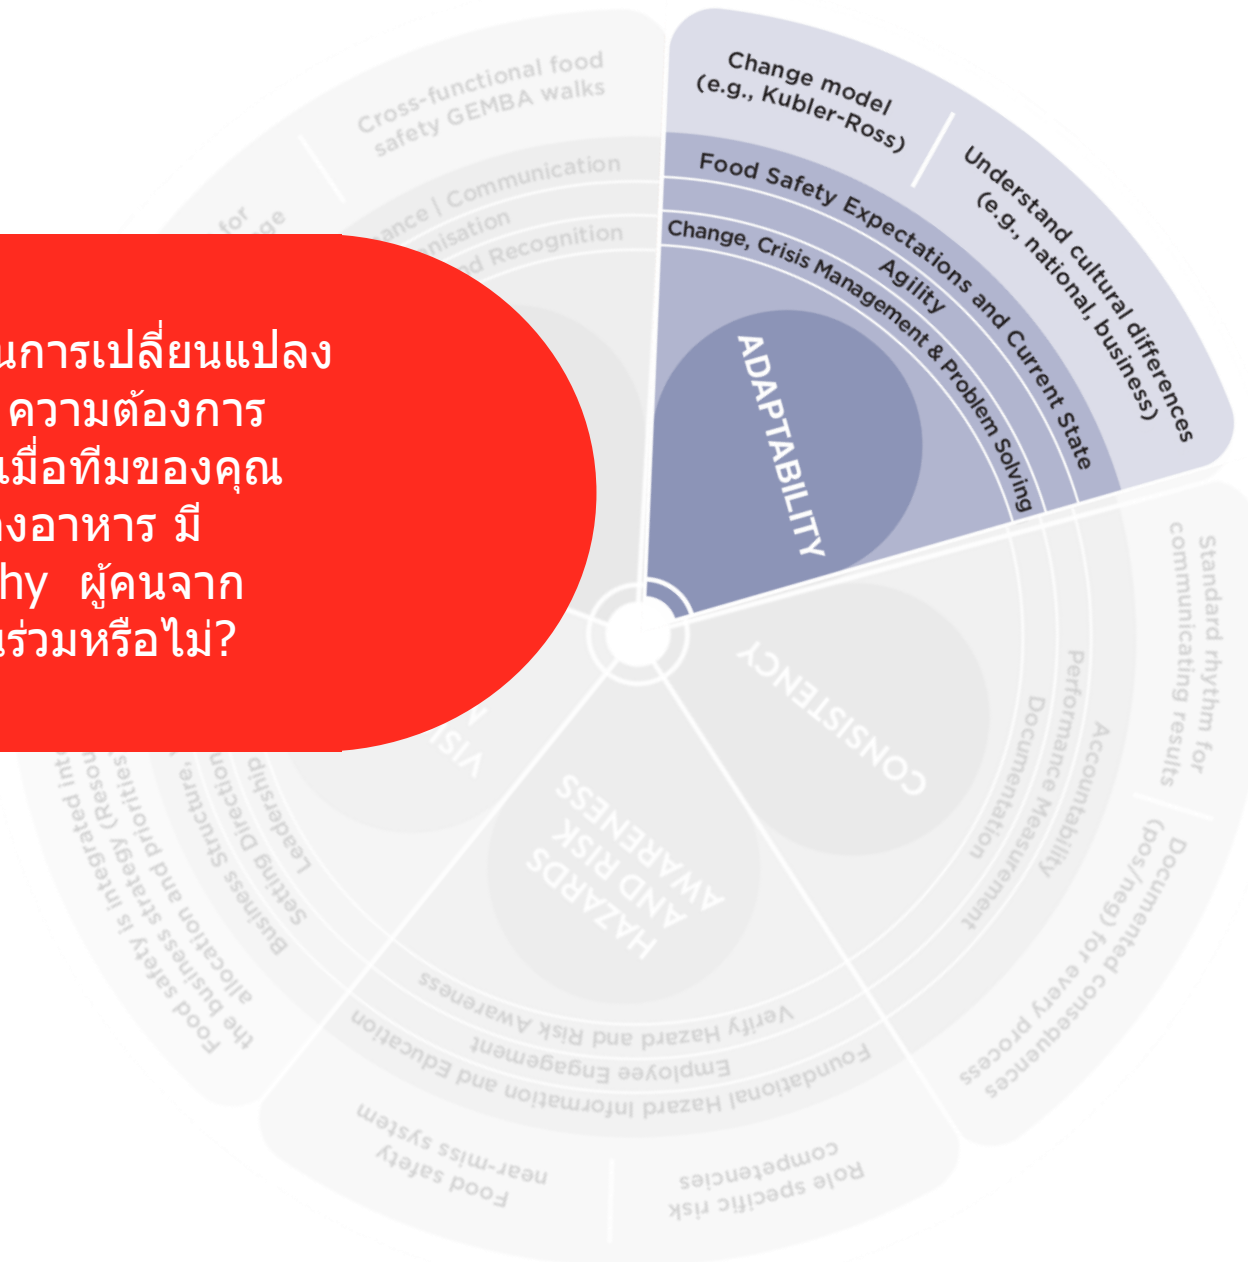 Cross-functional food
safety GEMBA walks
Communication
and Recognition
for
Change model
(e.g., Kubler-Ross)
Understand cultural differences
(e.g., national, business)
Food Safety Expectations and Current State
Agility
Change, Crisis Management & Problem Solving
ADAPTABILITY
นการเปลี่ยนแปลง
ความต้องการ
เมื่อทีมของคุณ
งอาหาร มี
hy ผู้คนจาก
ร่วมหรือไม่?
Standard rhythm for
communicating results
Documented consequences
(pos/neg) for every process
Accountability
Performance Measurement
Documentation
CONSISTENCY
HAZARDS
AND RISK
AWARENESS
Verify Hazard and Risk Awareness
Employee Engagement
Foundational Hazard Information and Education
Role specific risk
competencies
Food safety
near-miss system
Leadership
Setting Direction
Business Structure,
Food safety is integrated into
the business strategy (Resource
allocation and priorities